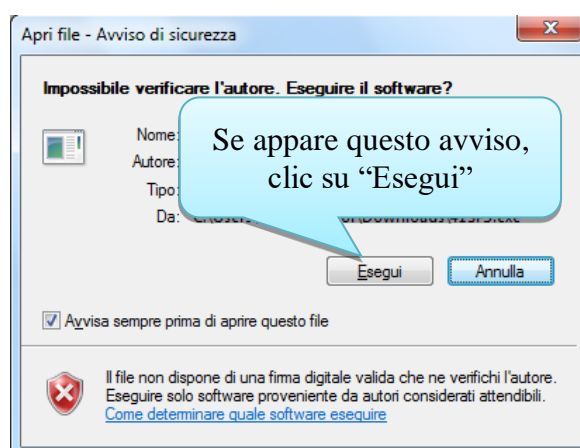 Apri file - Avviso di sicurezza
Impossibile verificare l'autore. Eseguire il software?
Se appare questo avviso,
clic su “Esegui”
Nome:
Autore:
Tipo:
Da:
Esegui Annulla
Avvisa sempre prima di aprire questo file
Il file non dispone di una firma digitale valida che ne verifichi l'autore.
Eseguire solo software proveniente da autori considerati attendibili.
Come determinare quale software eseguire